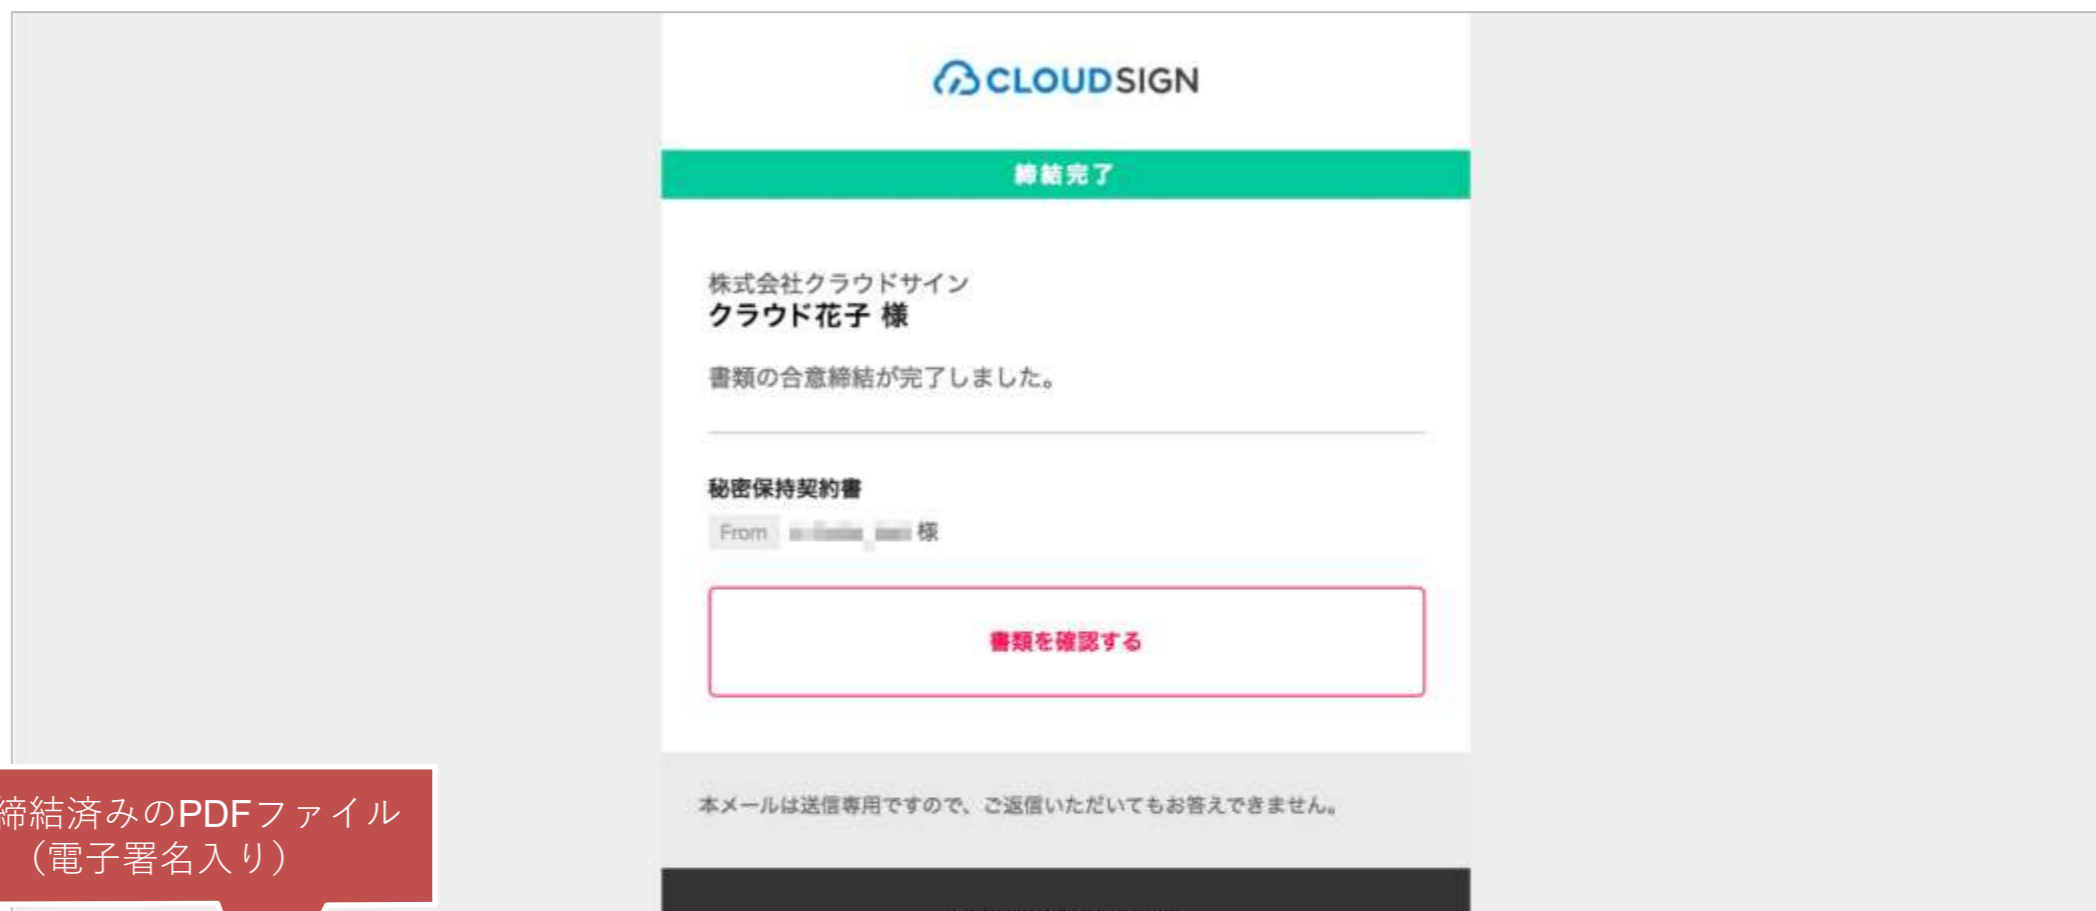 CLOUDSIGN
締結完了
株式会社クラウドサイン
クラウド花子 様
書類の合意締結が完了しました。
秘密保持契約書
From 様
書類を確認する
本メールは送信専用ですので、ご返信いただいてもお答えできません。
締結済みのPDFファイル
（電子署名入り）